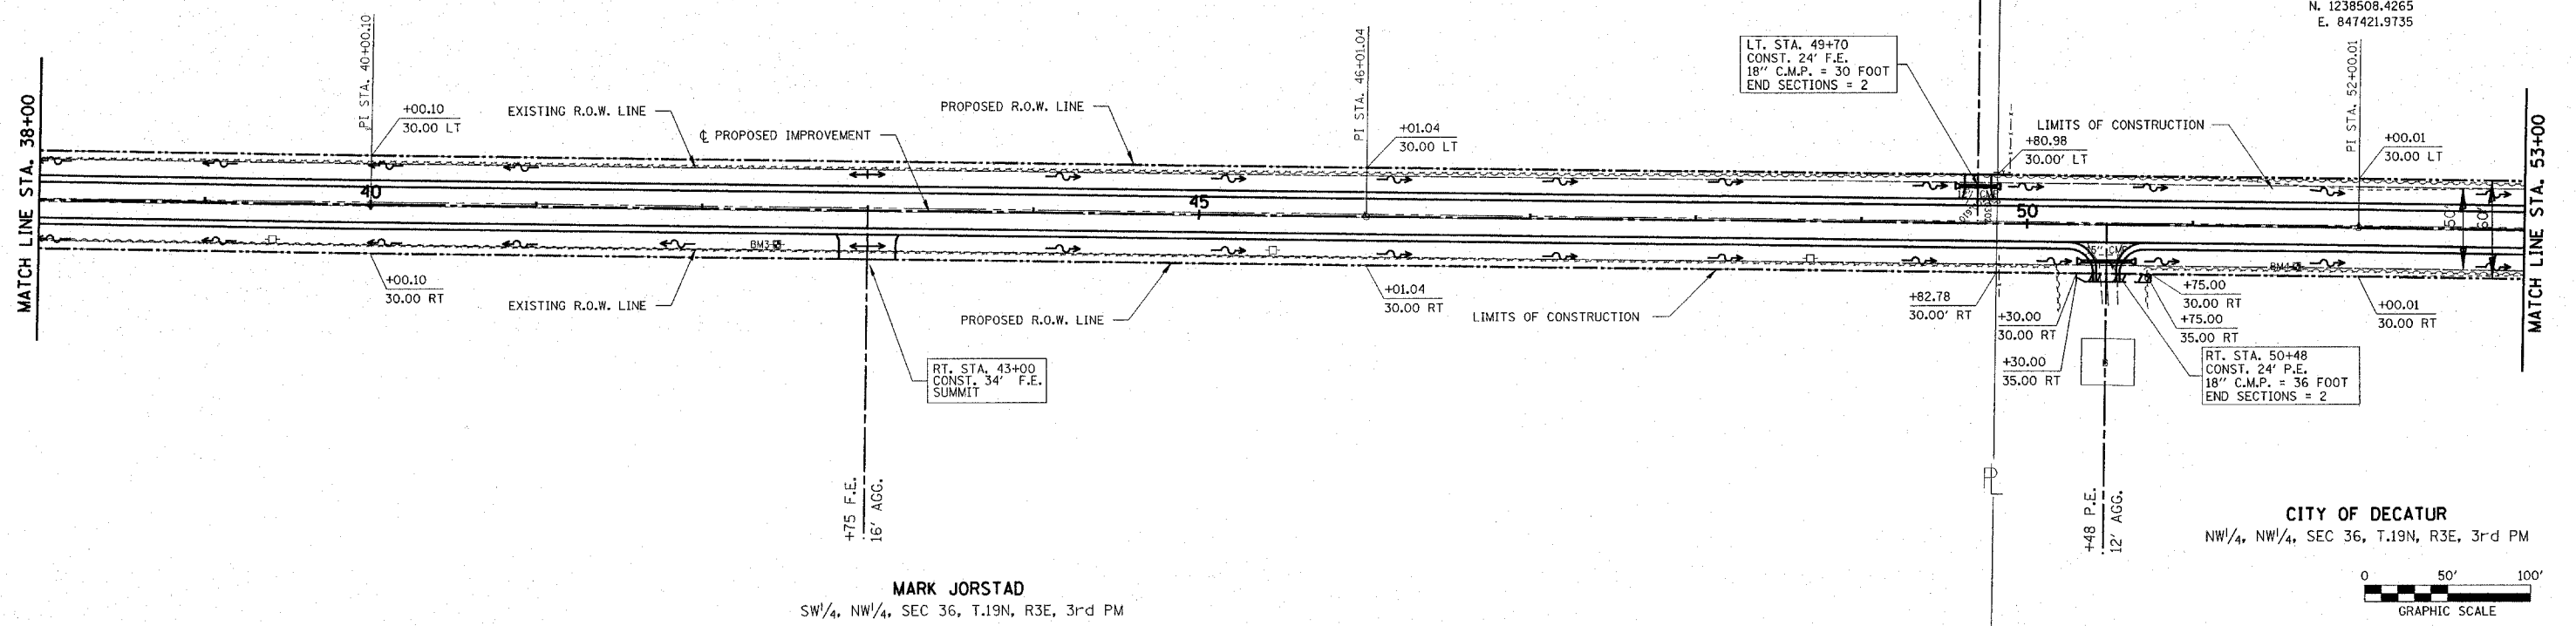 N. 1238508.4265
E. 847421.9735
MATCH LINE STA. 38+00
PI STA. 40+00.10
+00.10
30.00 LT
EXISTING R.O.W. LINE
℄ PROPOSED IMPROVEMENT
PROPOSED R.O.W. LINE
PI STA. 46+01.04
+01.04
30.00 LT
LT. STA. 49+70
CONST. 24' F.E.
18" C.M.P. = 30 FOOT
END SECTIONS = 2
LIMITS OF CONSTRUCTION
+80.98
30.00' LT
PI STA. 52+00.01
+00.01
30.00 LT
MATCH LINE STA. 53+00
40
45
50
50'
60'
BM3
BM4
+00.10
30.00 RT
EXISTING R.O.W. LINE
PROPOSED R.O.W. LINE
+01.04
30.00 RT
LIMITS OF CONSTRUCTION
+82.78
30.00' RT
+30.00
30.00 RT
+30.00
35.00 RT
+75.00
30.00 RT
+75.00
35.00 RT
+00.01
30.00 RT
RT. STA. 43+00
CONST. 34' F.E.
SUMMIT
RT. STA. 50+48
CONST. 24' P.E.
18" C.M.P. = 36 FOOT
END SECTIONS = 2
+75 F.E.
16' AGG.
PL
+48 P.E.
12' AGG.
CITY OF DECATUR
NW1/4, NW1/4, SEC 36, T.19N, R3E, 3rd PM
MARK JORSTAD
SW1/4, NW1/4, SEC 36, T.19N, R3E, 3rd PM
0 50' 100'
GRAPHIC SCALE